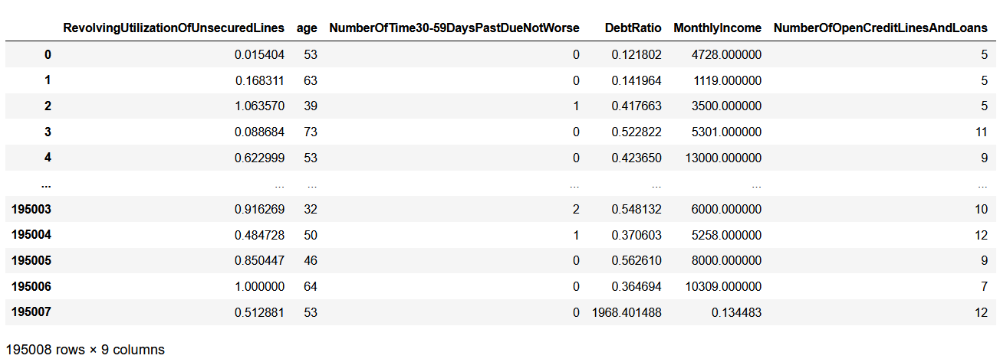 RevolvingUtilizationOfUnsecuredLines age NumberOfTime30-59DaysPastDueNotWorse DebtRatio MonthlyIncome NumberOfOpenCreditLinesAndLoans
0 0.015404 53 0 0.121802 4728.000000 5
1 0.168311 63 0 0.141964 1119.000000 5
2 1.063570 39 1 0.417663 3500.000000 5
3 0.088684 73 0 0.522822 5301.000000 11
4 0.622999 53 0 0.423650 13000.000000 9
... ... ... ... ... ... ...
195003 0.916269 32 2 0.548132 6000.000000 10
195004 0.484728 50 1 0.370603 5258.000000 12
195005 0.850447 46 0 0.562610 8000.000000 9
195006 1.000000 64 0 0.364694 10309.000000 7
195007 0.512881 53 0 1968.401488 0.134483 12
195008 rows × 9 columns